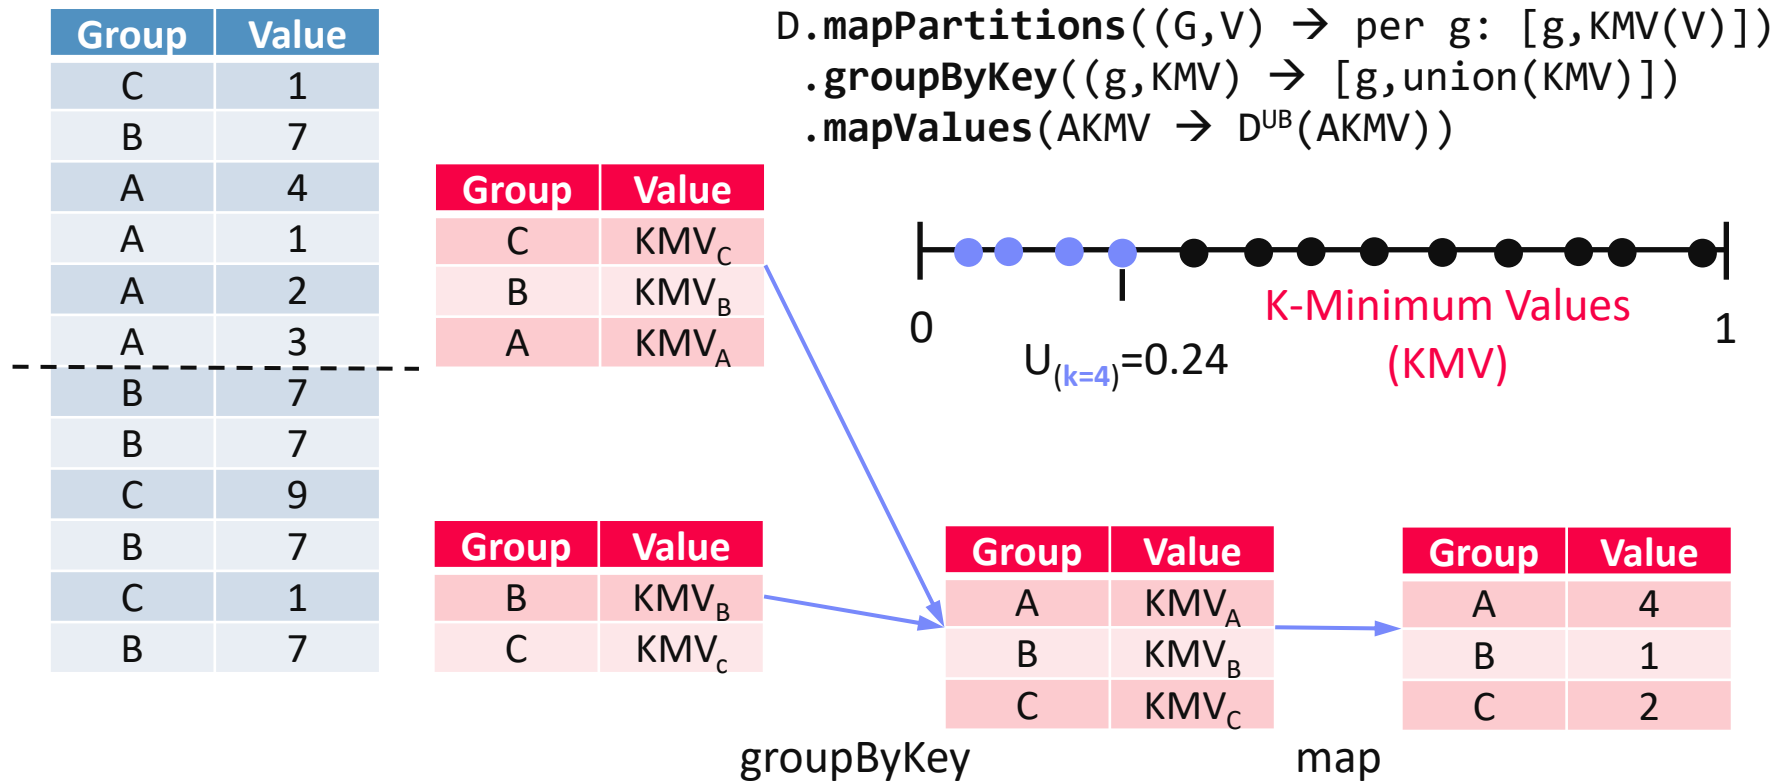 D.mapPartitions((G,V) → per g: [g,KMV(V)])
.groupByKey((g,KMV) → [g,union(KMV)])
.mapValues(AKMV → D^UB(AKMV))
Group Value
C 1
B 7
A 4
A 1
A 2
A 3
B 7
B 7
C 9
B 7
C 1
B 7
Group Value
C KMV_C
B KMV_B
A KMV_A
0
1
U_(k=4)=0.24
K-Minimum Values
(KMV)
Group Value
B KMV_B
C KMV_c
Group Value
A KMV_A
B KMV_B
C KMV_C
Group Value
A 4
B 1
C 2
groupByKey
map